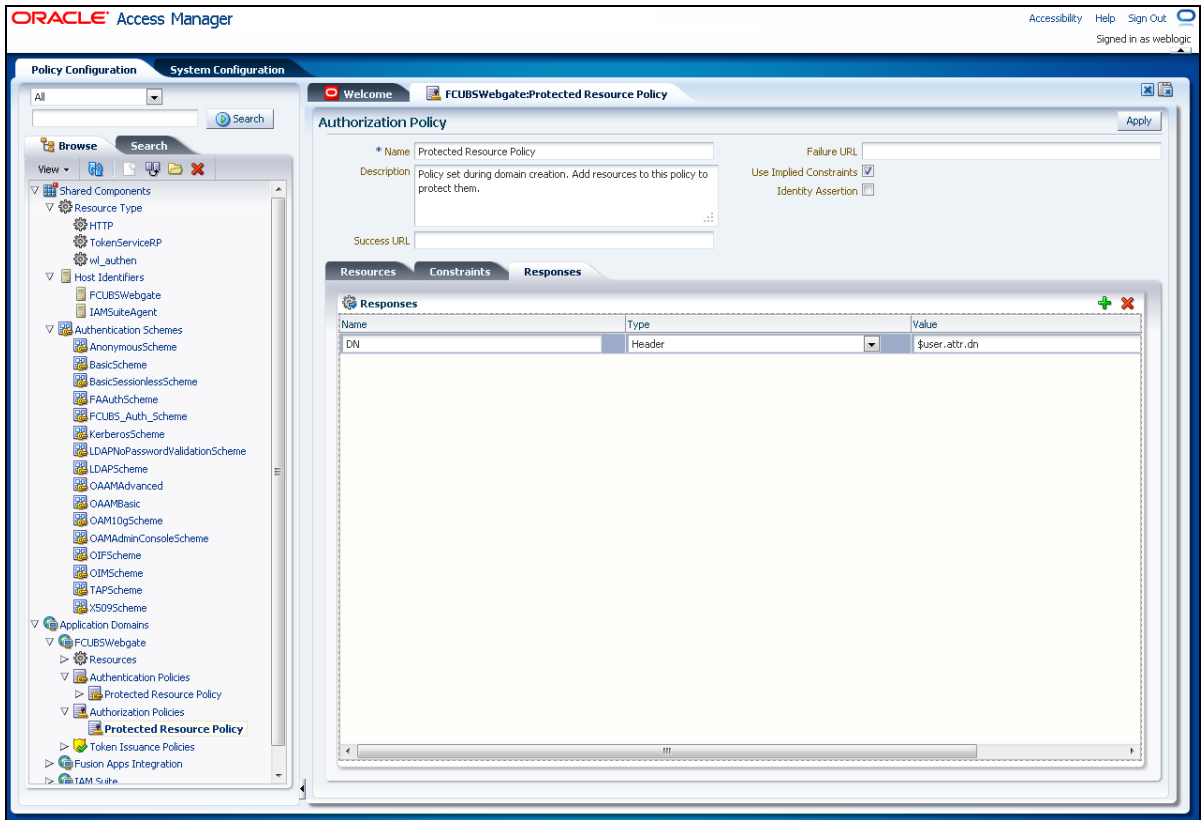 ORACLE Access Manager
Accessibility Help Sign Out
Signed in as weblogic
Policy Configuration System Configuration
All
Search
Browse Search
View
Shared Components
Resource Type
HTTP
TokenServiceRP
wl_authen
Host Identifiers
FCUBSWebgate
IAMSuiteAgent
Authentication Schemes
AnonymousScheme
BasicScheme
BasicSessionlessScheme
FAAuthScheme
FCUBS_Auth_Scheme
KerberosScheme
LDAPNoPasswordValidationScheme
LDAPScheme
OAAMAdvanced
OAAMBasic
OAM10gScheme
OAMAdminConsoleScheme
OIFScheme
OIMScheme
TAPScheme
X509Scheme
Application Domains
FCUBSWebgate
Resources
Authentication Policies
Protected Resource Policy
Authorization Policies
Protected Resource Policy
Token Issuance Policies
Fusion Apps Integration
IAM Suite
Welcome FCUBSWebgate:Protected Resource Policy
Authorization Policy Apply
* Name Protected Resource Policy
Description Policy set during domain creation. Add resources to this policy to
protect them.
Success URL
Failure URL
Use Implied Constraints
Identity Assertion
Resources Constraints Responses
Responses
Name Type Value
DN Header $user.attr.dn